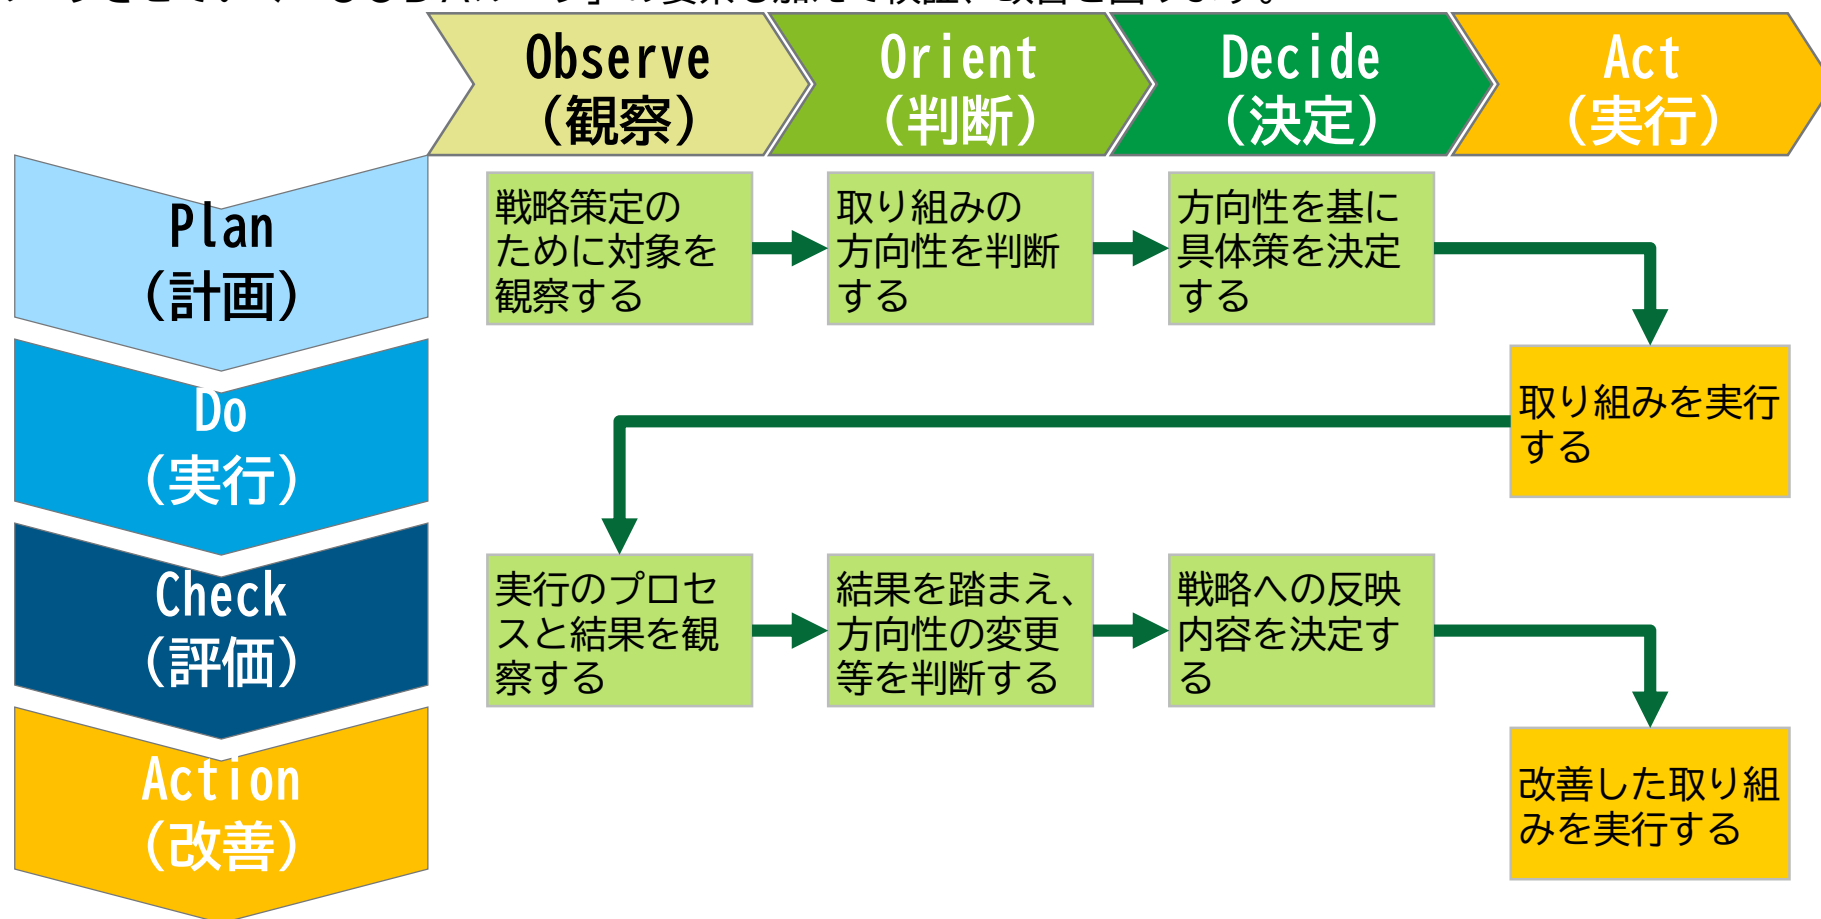 Observe
（観察）
Orient
（判断）
Decide
（決定）
Act
（実行）
Plan
（計画）
戦略策定の
ために対象を
観察する
取り組みの
方向性を判断
する
方向性を基に
具体策を決定
する
Do
（実行）
取り組みを実行
する
Check
（評価）
実行のプロセ
スと結果を観
察する
結果を踏まえ、
方向性の変更
等を判断する
戦略への反映
内容を決定す
る
Action
（改善）
改善した取り組
みを実行する